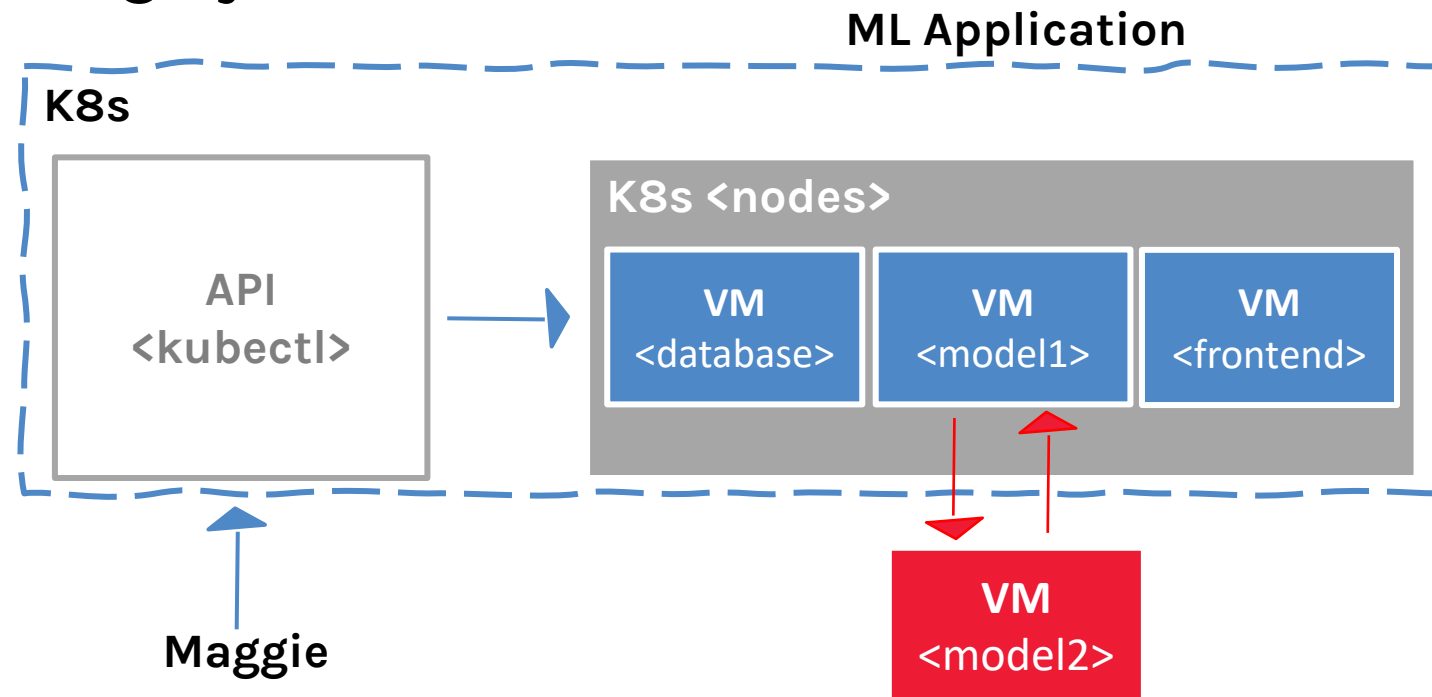 ML Application
K8s
API
<kubectl>
K8s <nodes>
VM
<database>
VM
<model1>
VM
<frontend>
Maggie
VM
<model2>